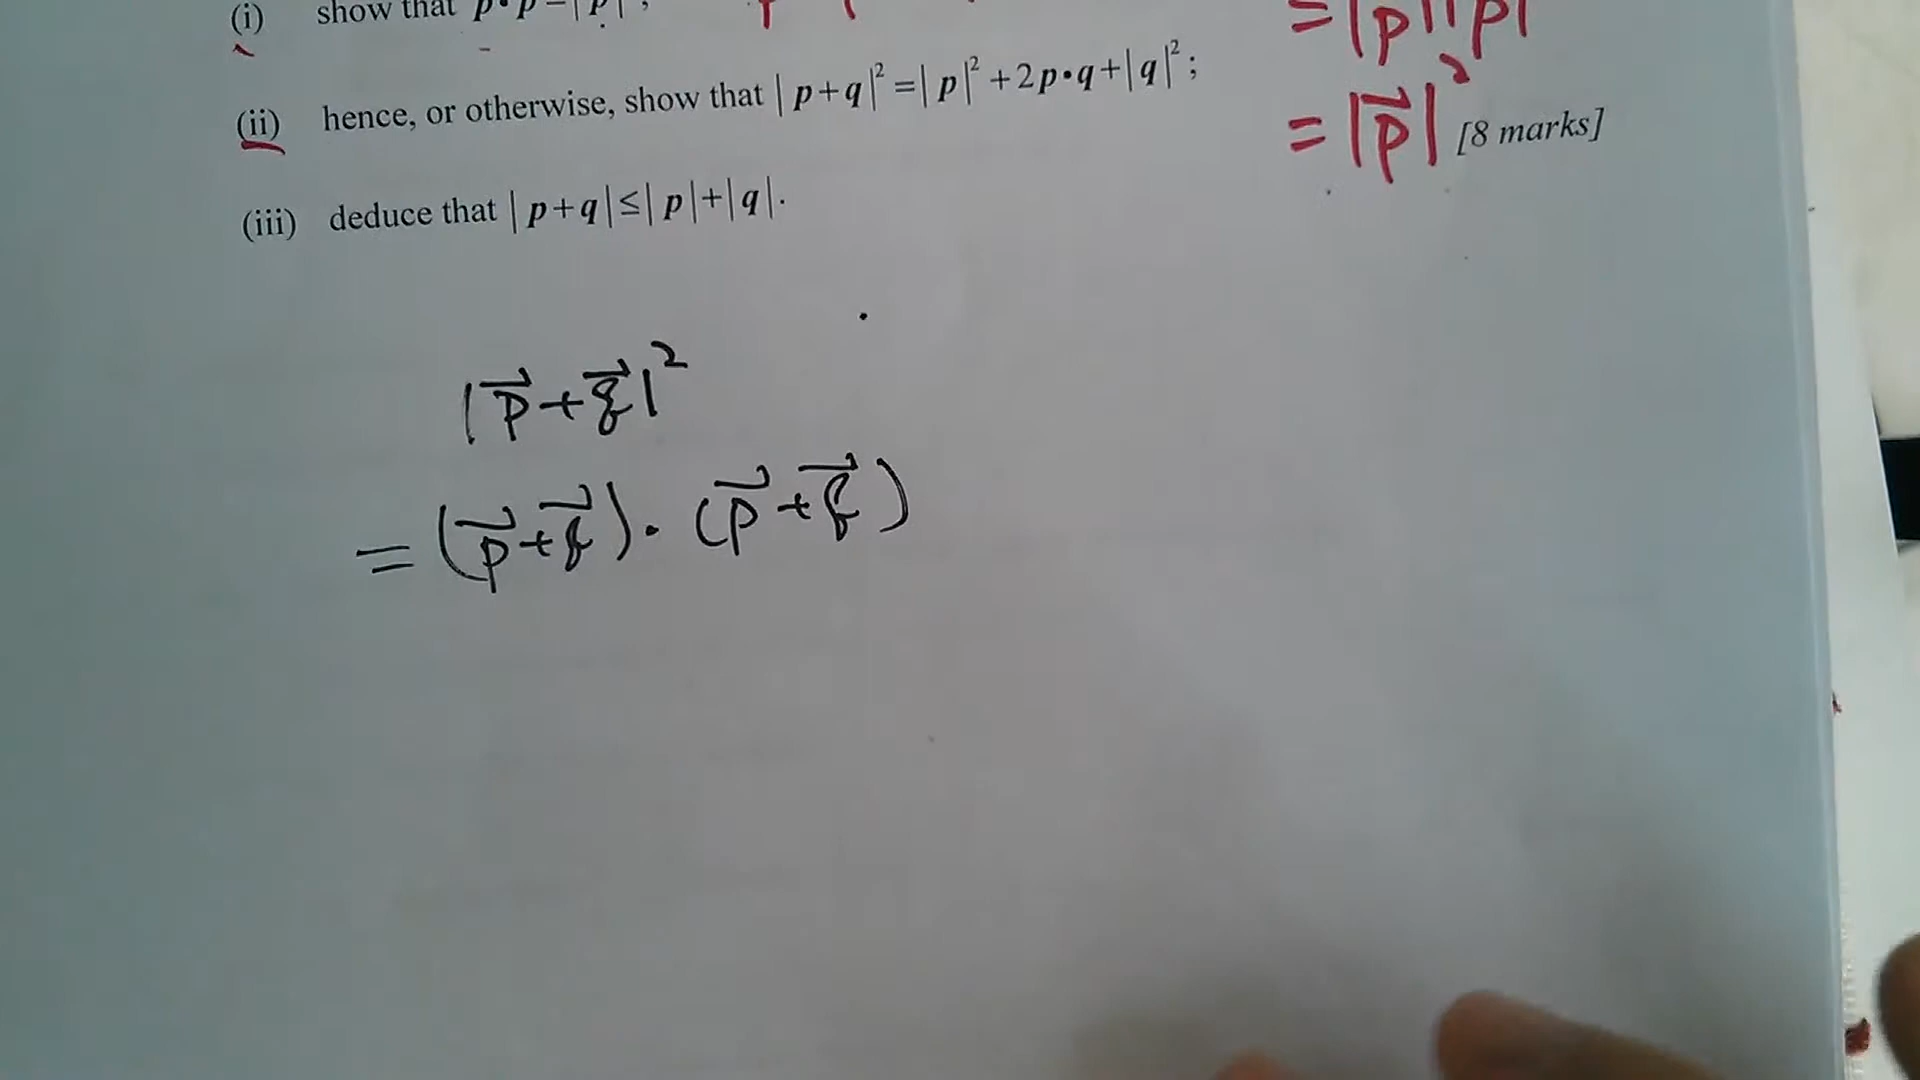 (i) show that p•p=|p|²;
=|p||p|
(ii) hence, or otherwise, show that |p+q|²=|p|²+2p•q+|q|²;
=|p⃗|² [8 marks]
(iii) deduce that |p+q|≤|p|+|q|.
|p⃗+q⃗|²
=(p⃗+q⃗)·(p⃗+q⃗)